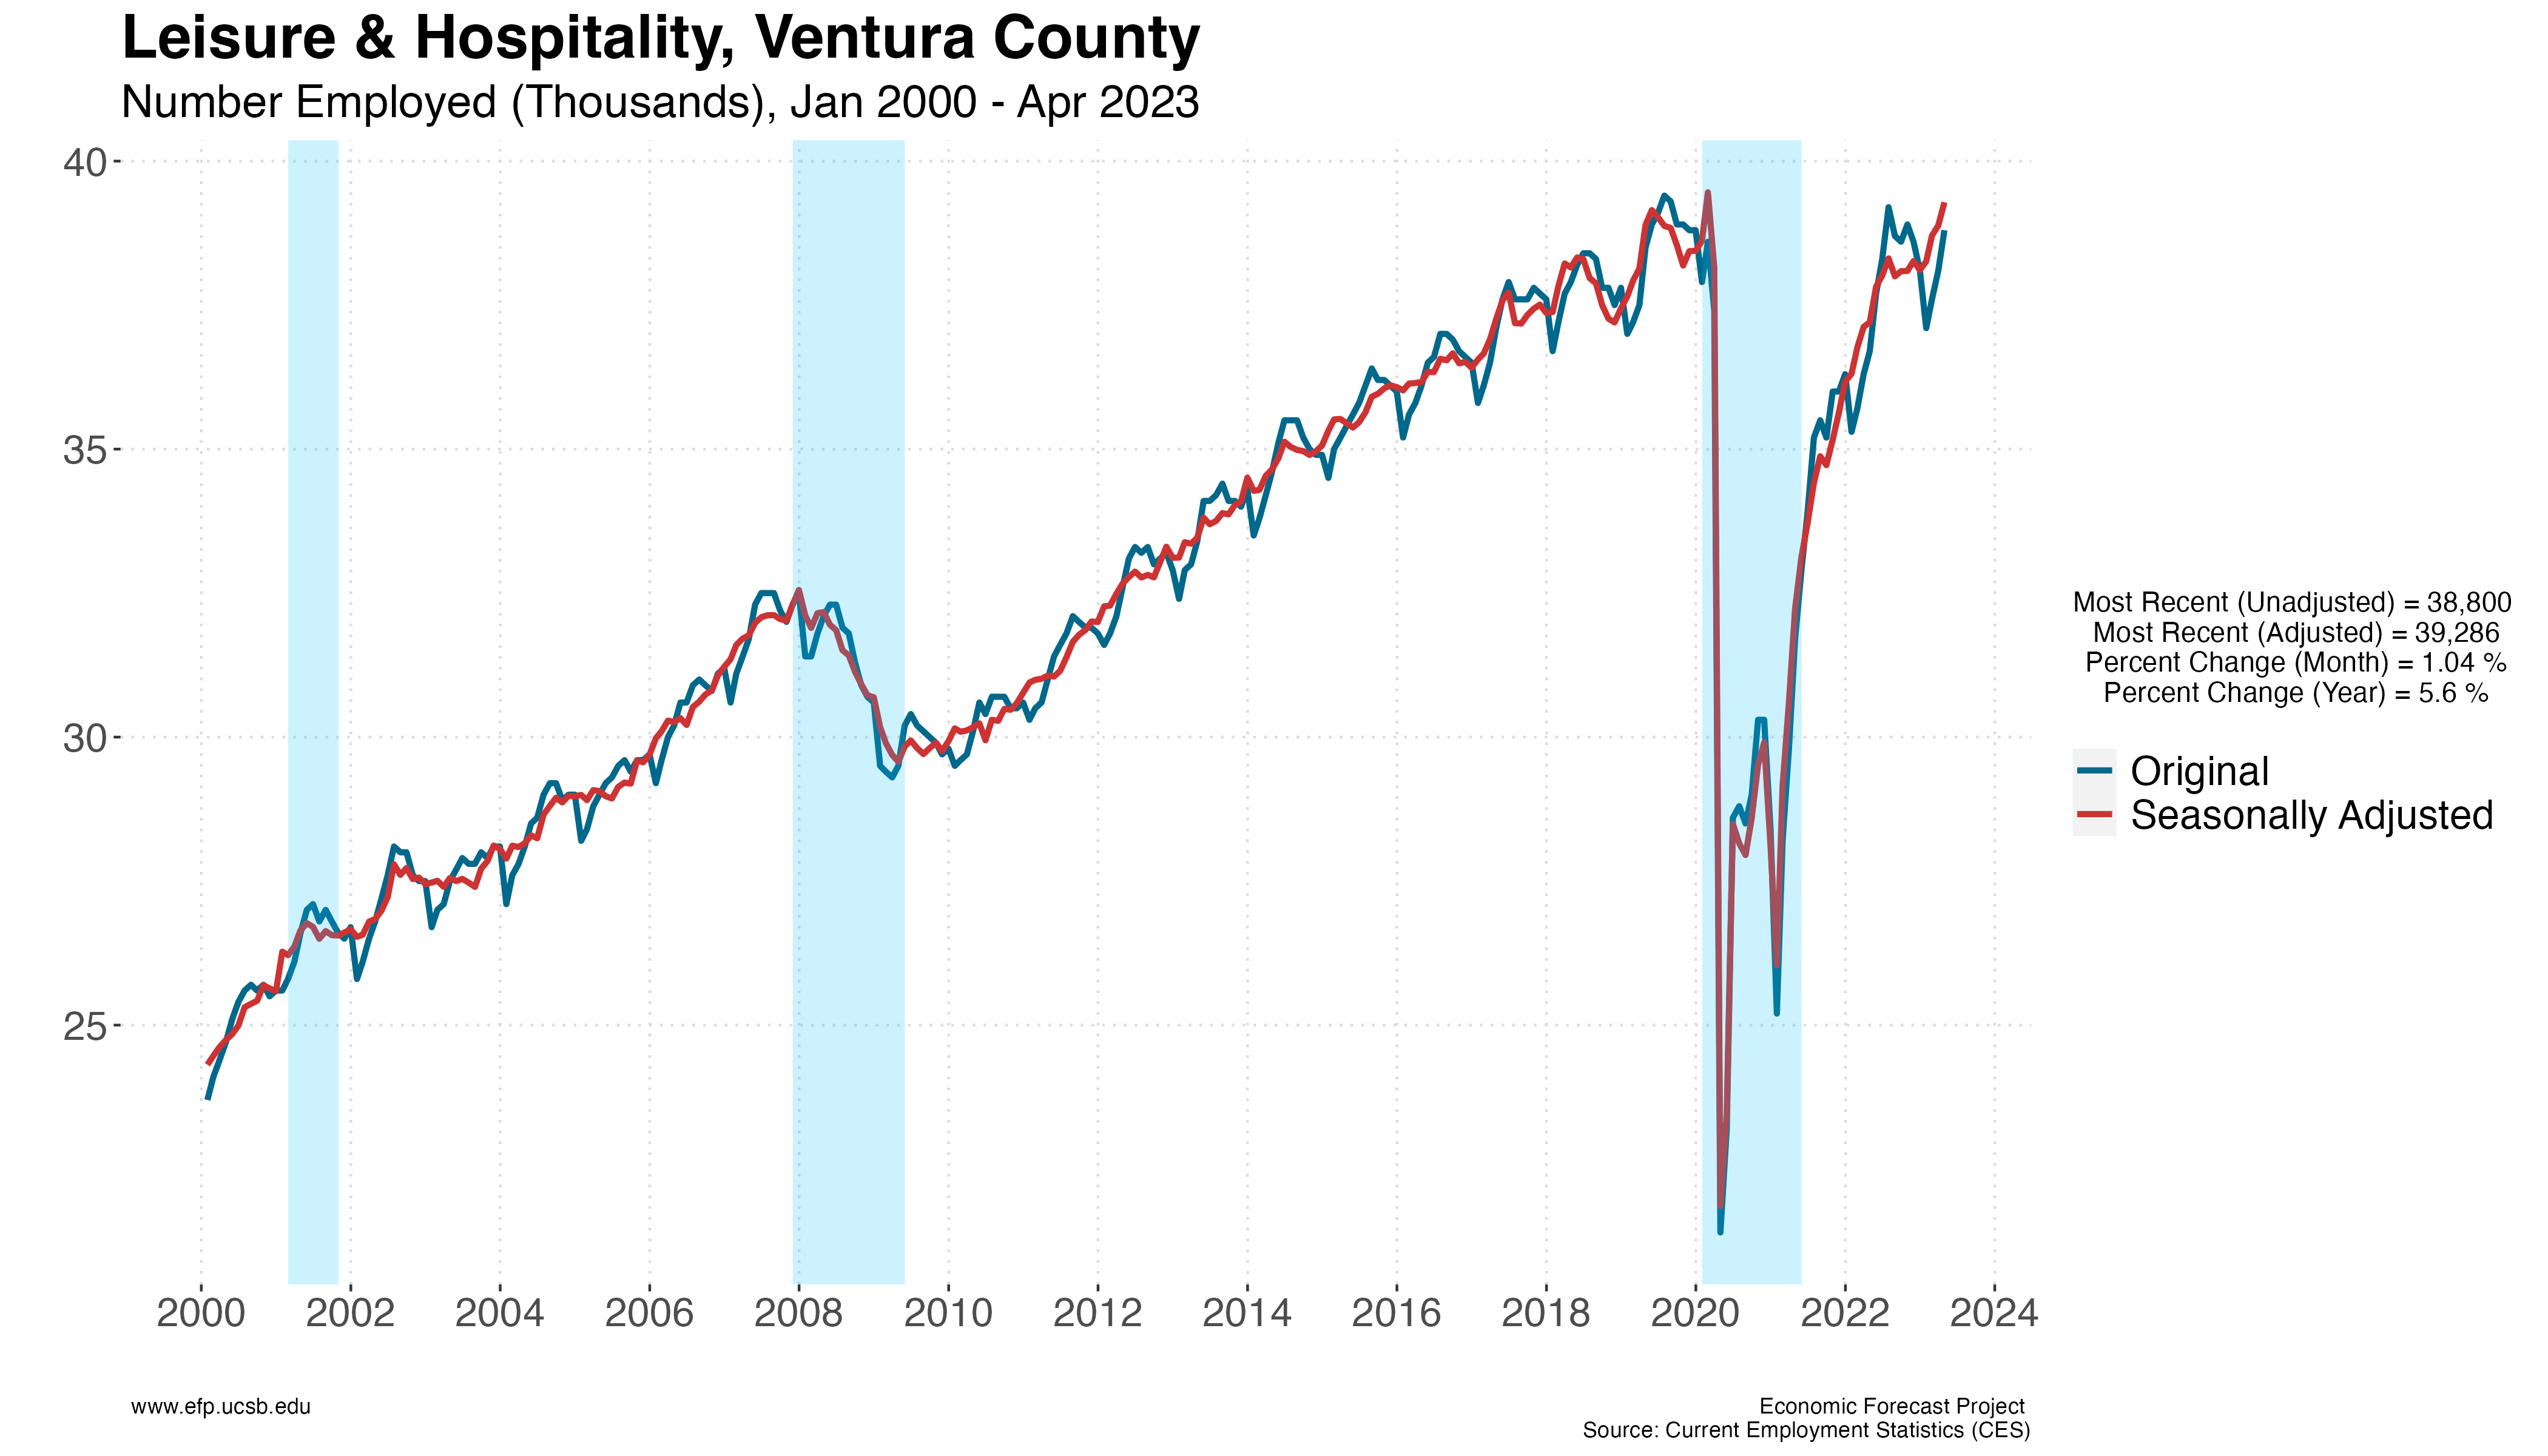 Leisure & Hospitality, Ventura County
Number Employed (Thousands), Jan 2000 - Apr 2023
40
35
30
25
2000 2002 2004 2006 2008 2010 2012 2014 2016 2018 2020 2022 2024
Most Recent (Unadjusted) = 38,800
Most Recent (Adjusted) = 39,286
Percent Change (Month) = 1.04 %
Percent Change (Year) = 5.6 %
Original
Seasonally Adjusted
www.efp.ucsb.edu
Economic Forecast Project
Source: Current Employment Statistics (CES)